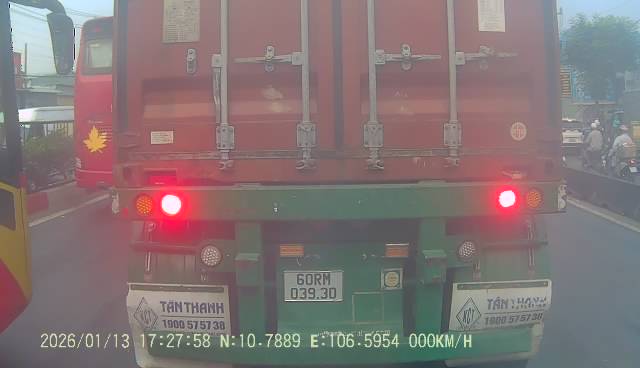 60RM
039.30
TÂN THANH
1900 575738
TÂN THANH
1900 575738
2026/01/13 17:27:58 N:10.7889 E:106.5954 000KM/H